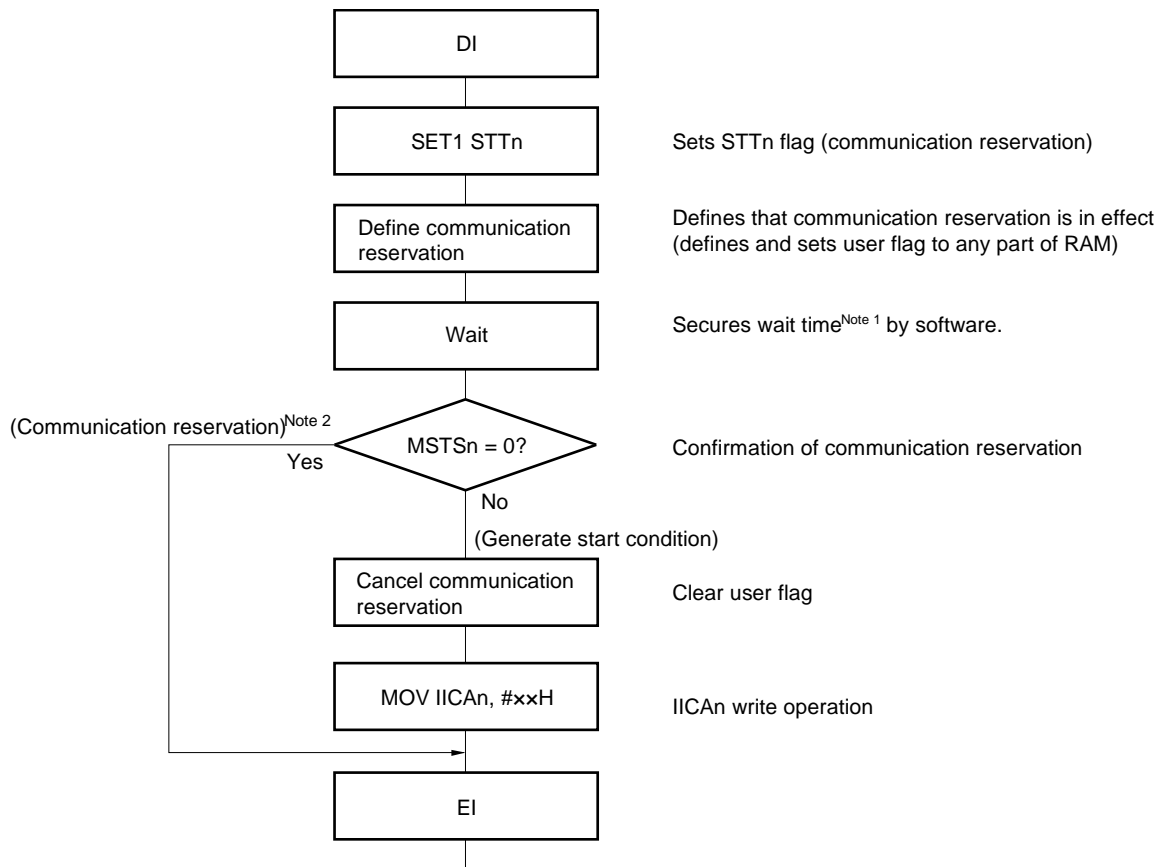 DI
SET1 STTn
Sets STTn flag (communication reservation)
Define communication
reservation
Defines that communication reservation is in effect
(defines and sets user flag to any part of RAM)
Wait
Secures wait timeNote 1 by software.
(Communication reservation)Note 2
Yes
MSTSn = 0?
Confirmation of communication reservation
No
(Generate start condition)
Cancel communication
reservation
Clear user flag
MOV IICAn, #××H
IICAn write operation
EI